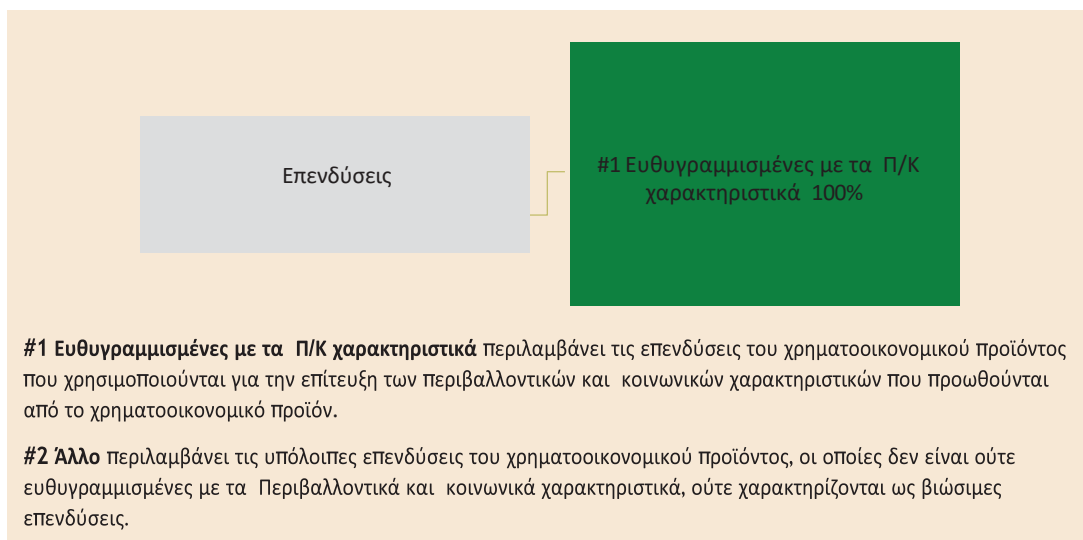 Επενδύσεις
#1 Ευθυγραμμισμένες με τα Π/Κ
χαρακτηριστικά 100%
#1 Ευθυγραμμισμένες με τα Π/Κ χαρακτηριστικά περιλαμβάνει τις επενδύσεις του χρηματοοικονομικού προϊόντος
που χρησιμοποιούνται για την επίτευξη των περιβαλλοντικών και κοινωνικών χαρακτηριστικών που προωθούνται
από το χρηματοοικονομικό προϊόν.
#2 Άλλο περιλαμβάνει τις υπόλοιπες επενδύσεις του χρηματοοικονομικού προϊόντος, οι οποίες δεν είναι ούτε
ευθυγραμμισμένες με τα Περιβαλλοντικά και κοινωνικά χαρακτηριστικά, ούτε χαρακτηρίζονται ως βιώσιμες
επενδύσεις.